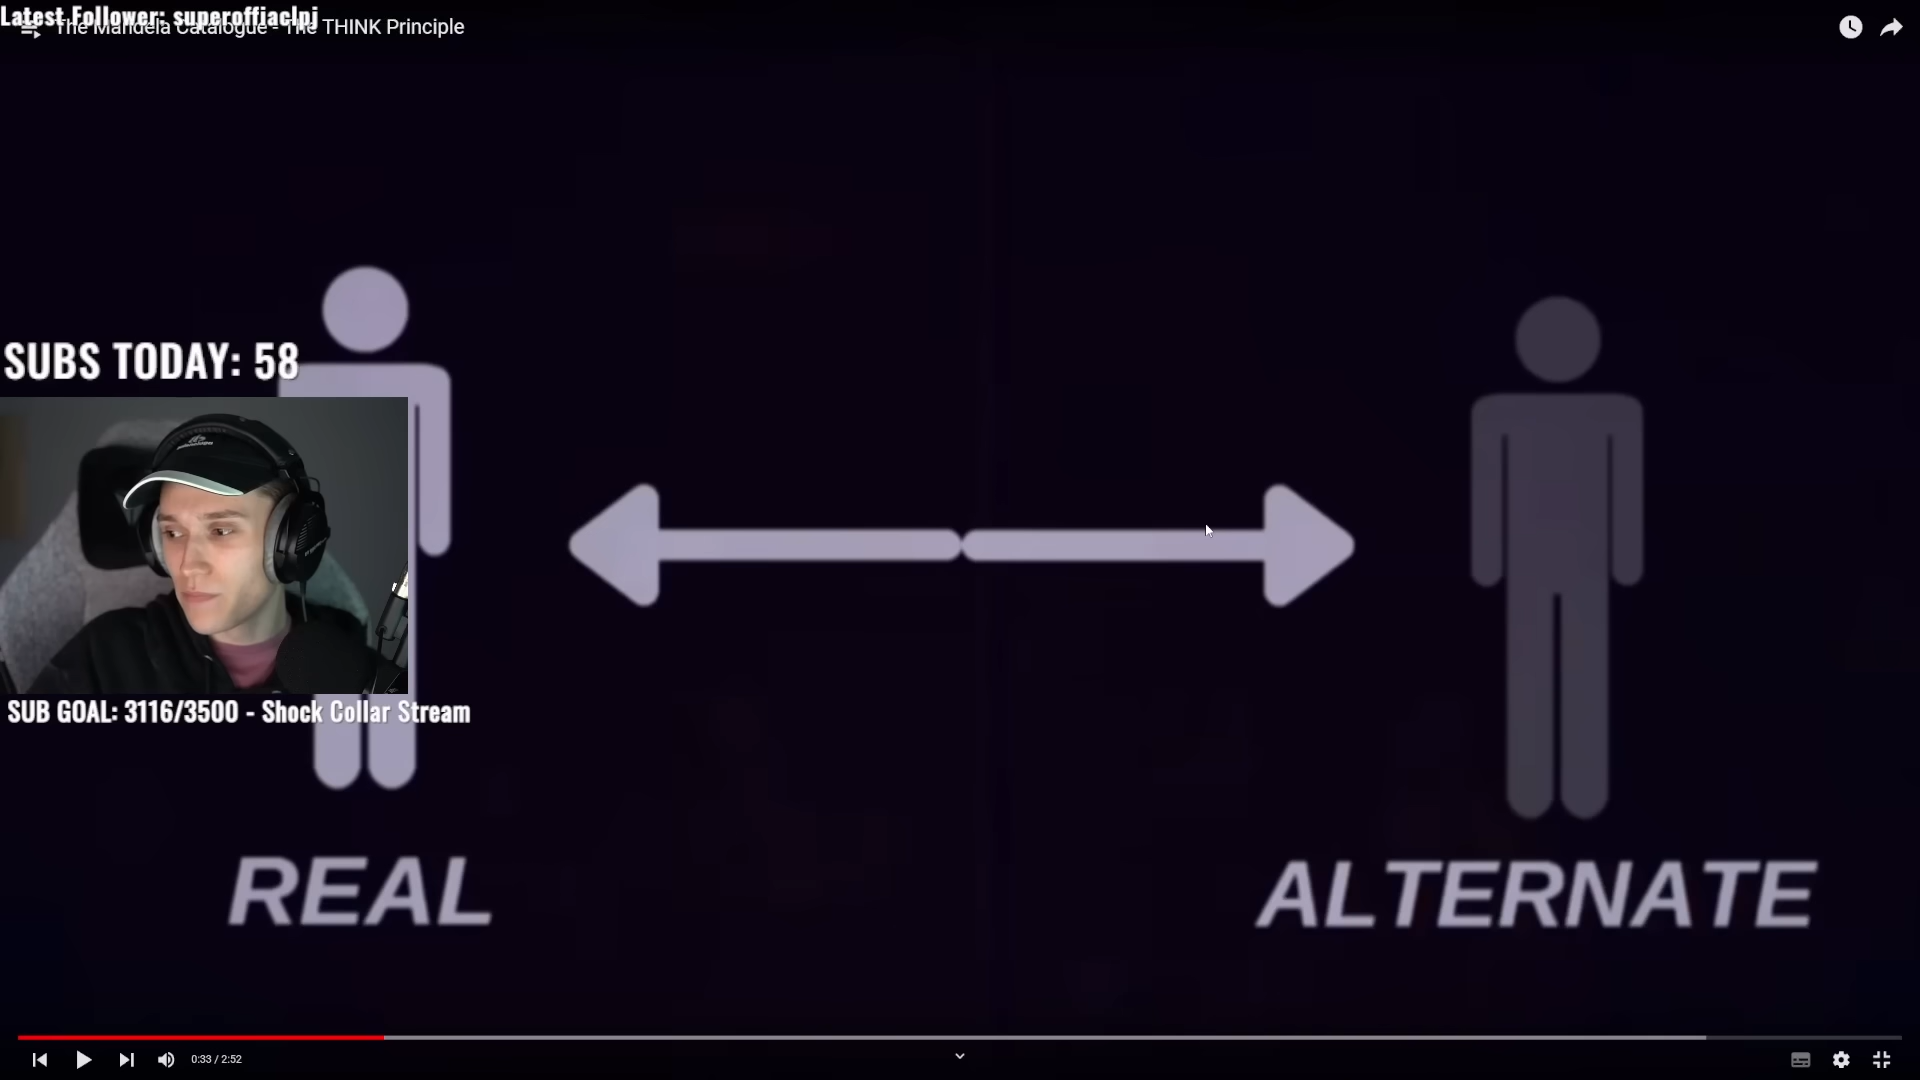 Latest Follower: superoffiaclpj
The Mandela Catalogue - The THINK Principle
SUBS TODAY: 58
SUB GOAL: 3116/3500 - Shock Collar Stream
REAL
ALTERNATE
0:33 / 2:52